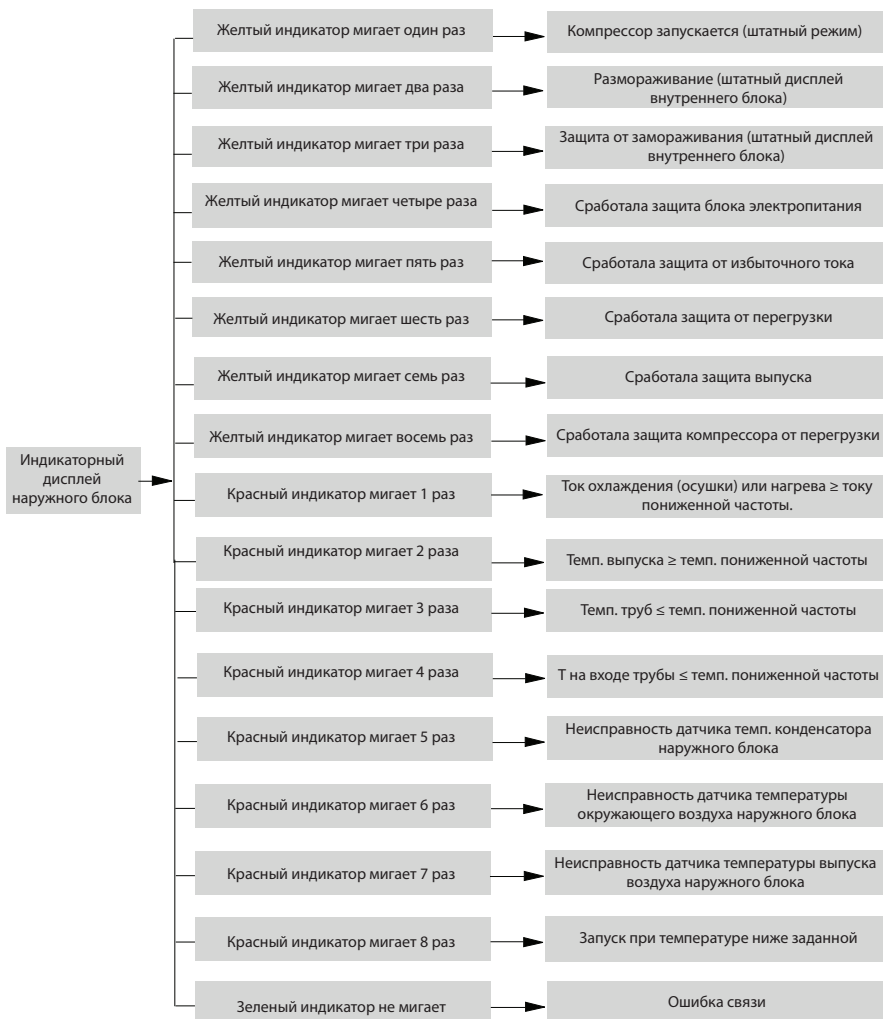 Желтый индикатор мигает один раз
Компрессор запускается (штатный режим)
Желтый индикатор мигает два раза
Размораживание (штатный дисплей
внутреннего блока)
Желтый индикатор мигает три раза
Защита от замораживания (штатный дисплей
внутреннего блока)
Желтый индикатор мигает четыре раза
Сработала защита блока электропитания
Желтый индикатор мигает пять раз
Сработала защита от избыточного тока
Желтый индикатор мигает шесть раз
Сработала защита от перегрузки
Желтый индикатор мигает семь раз
Сработала защита выпуска
Желтый индикатор мигает восемь раз
Сработала защита компрессора от перегрузки
Индикаторный
дисплей
наружного блока
Красный индикатор мигает 1 раз
Ток охлаждения (осушки) или нагрева ≥ току
пониженной частоты.
Красный индикатор мигает 2 раза
Темп. выпуска ≥ темп. пониженной частоты
Красный индикатор мигает 3 раза
Темп. труб ≤ темп. пониженной частоты
Красный индикатор мигает 4 раза
Т на входе трубы ≤ темп. пониженной частоты
Красный индикатор мигает 5 раз
Неисправность датчика темп. конденсатора
наружного блока
Красный индикатор мигает 6 раз
Неисправность датчика температуры
окружающего воздуха наружного блока
Красный индикатор мигает 7 раз
Неисправность датчика температуры выпуска
воздуха наружного блока
Красный индикатор мигает 8 раз
Запуск при температуре ниже заданной
Зеленый индикатор не мигает
Ошибка связи